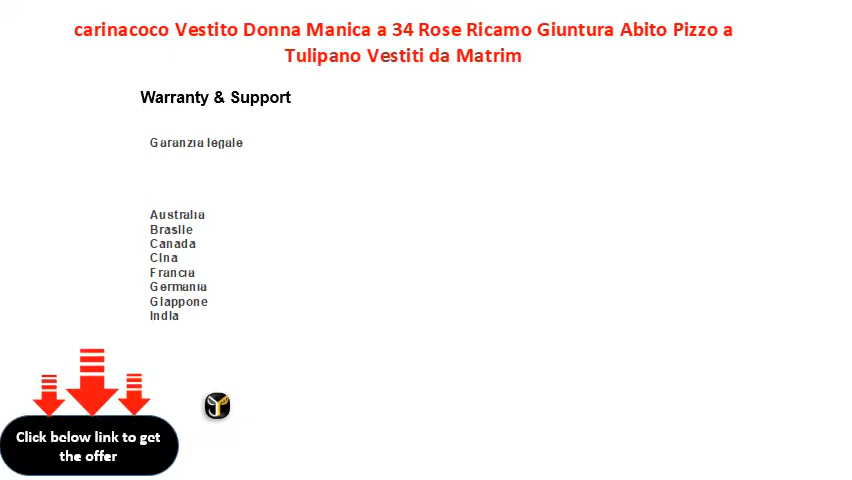 carinacoco Vestito Donna Manica a 34 Rose Ricamo Giuntura Abito Pizzo a
Tulipano Vestiti da Matrim
Warranty & Support
Garanzia legale
Australia
Brasile
Canada
Cina
Francia
Germania
Giappone
India
Click below link to get
the offer